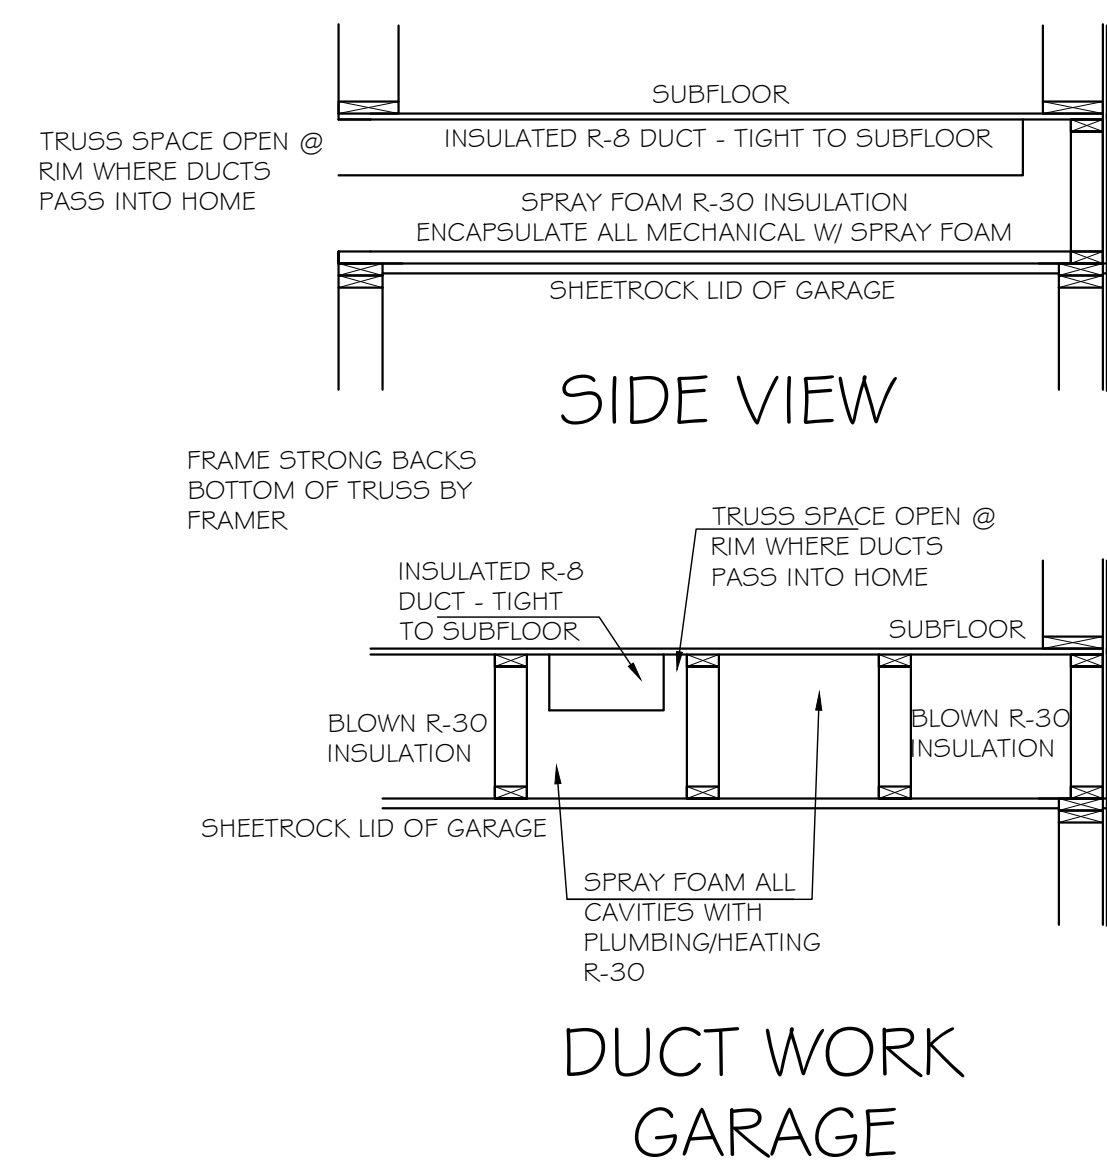 SUBFLOOR
TRUSS SPACE OPEN @
RIM WHERE DUCTS
PASS INTO HOME
INSULATED R-8 DUCT - TIGHT TO SUBFLOOR
SPRAY FOAM R-30 INSULATION
ENCAPSULATE ALL MECHANICAL W/ SPRAY FOAM
SHEETROCK LID OF GARAGE
SIDE VIEW
FRAME STRONG BACKS
BOTTOM OF TRUSS BY
FRAMER
TRUSS SPACE OPEN @
RIM WHERE DUCTS
PASS INTO HOME
INSULATED R-8
DUCT - TIGHT
TO SUBFLOOR
SUBFLOOR
BLOWN R-30
INSULATION
BLOWN R-30
INSULATION
SHEETROCK LID OF GARAGE
SPRAY FOAM ALL
CAVITIES WITH
PLUMBING/HEATING
R-30
DUCT WORK
GARAGE